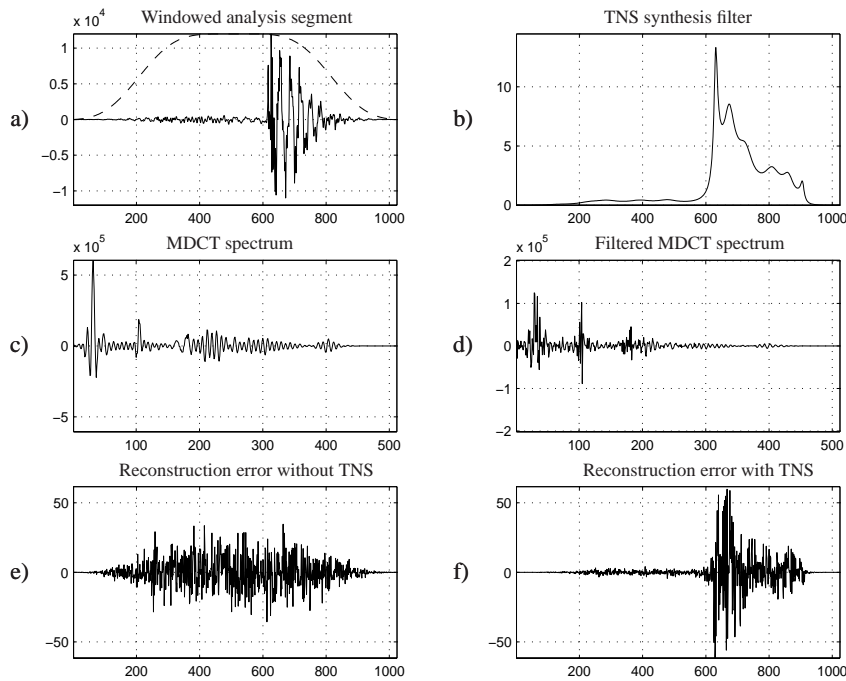 Windowed analysis segment
x 10^4
1
0.5
0
-0.5
-1
200 400 600 800 1000
a)
TNS synthesis filter
10
5
0
200 400 600 800 1000
b)
MDCT spectrum
x 10^5
5
0
-5
100 200 300 400 500
c)
Filtered MDCT spectrum
x 10^5
2
1
0
-1
-2
100 200 300 400 500
d)
Reconstruction error without TNS
50
0
-50
200 400 600 800 1000
e)
Reconstruction error with TNS
50
0
-50
200 400 600 800 1000
f)